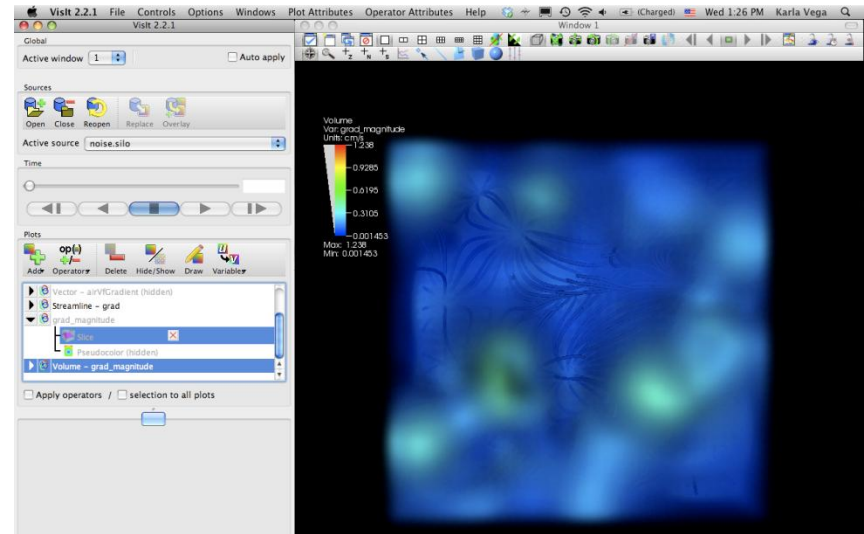 VisIt 2.2.1 File Controls Options Windows Plot Attributes Operator Attributes Help (Charged) Wed 1:26 PM Karla Vega
VisIt 2.2.1
Window 1
Global
Active window 1 Auto apply
Sources
Open Close Reopen Replace Overlay
Active source noise.silo
Time
Plots
op(=)
+/-
Add Operators Delete Hide/Show Draw Variables
Vector - airVfGradient (hidden)
Streamline - grad
grad_magnitude
Slice
Pseudocolor (hidden)
Volume - grad_magnitude
Apply operators / selection to all plots
Volume
Var: grad_magnitude
Units: cm/s
1.238
0.9285
0.6195
0.3105
0.001453
Max: 1.238
Min: 0.001453